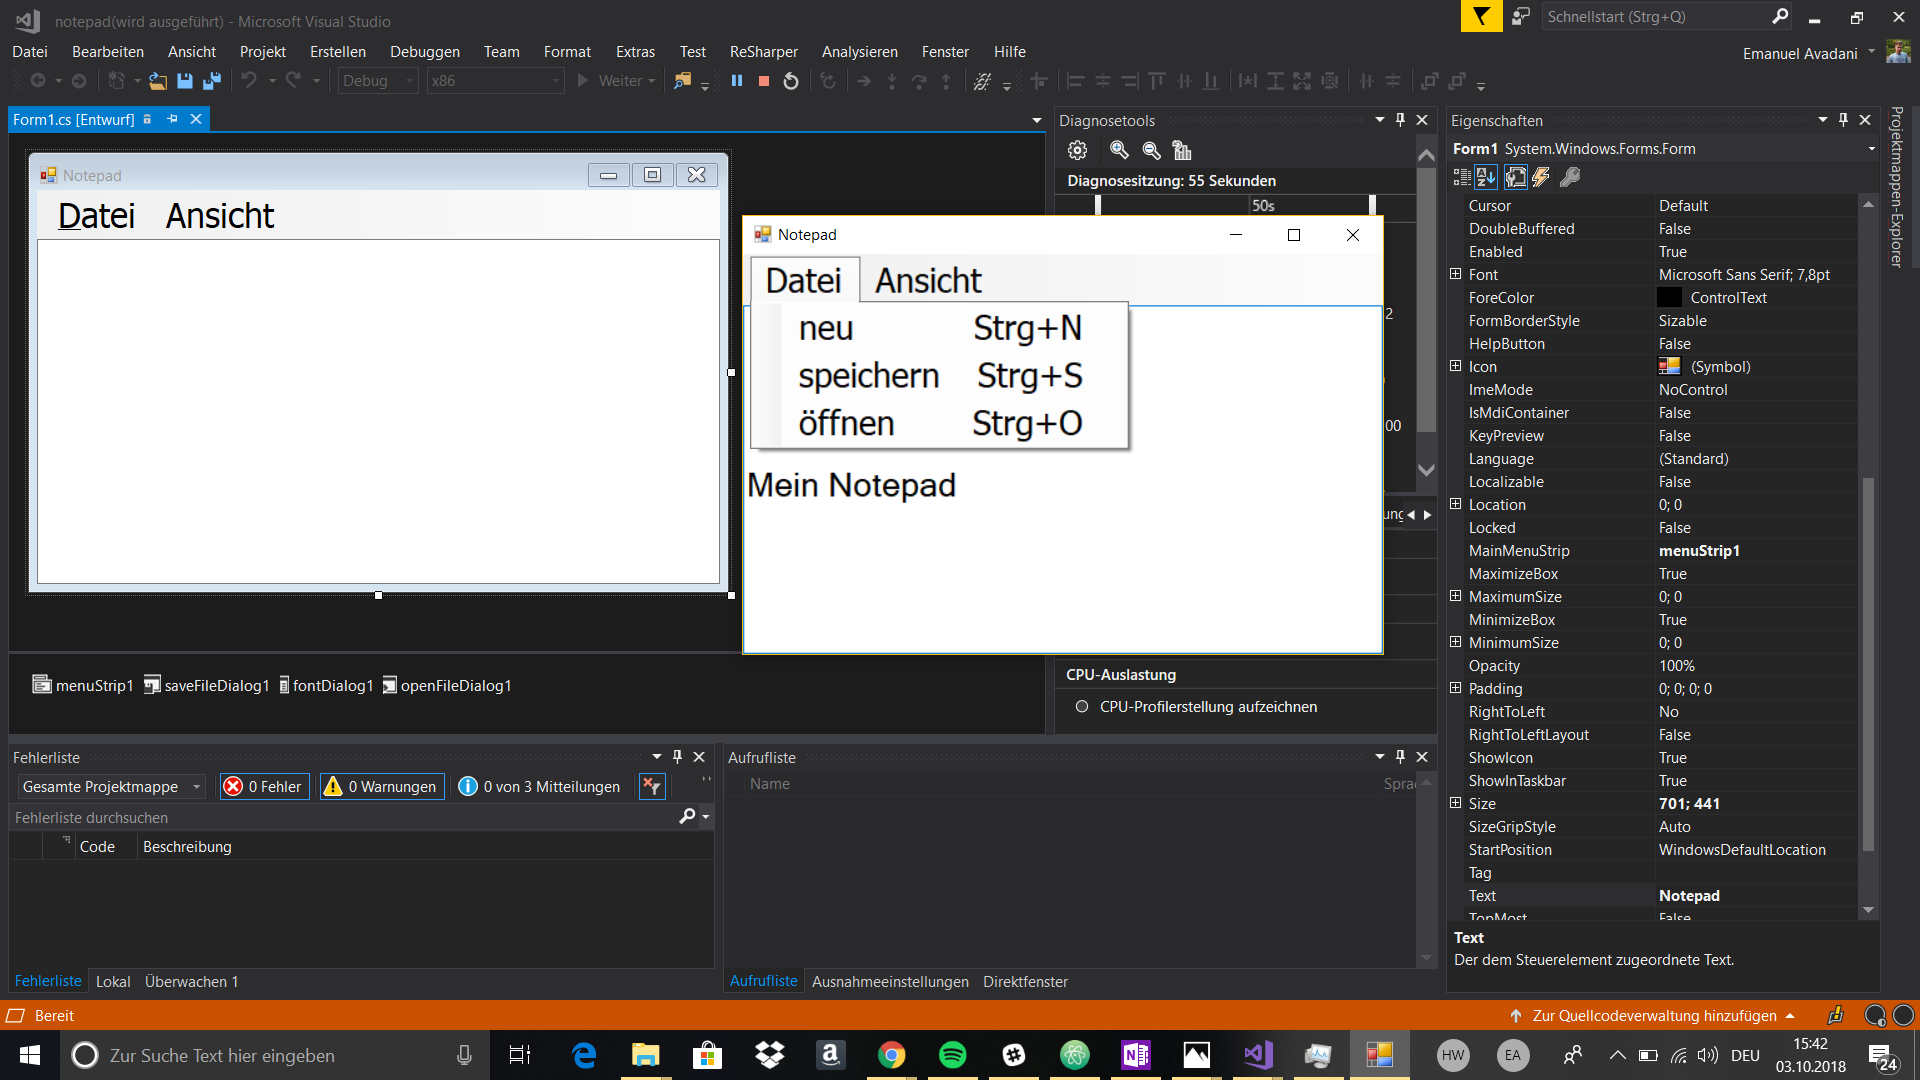 notepad(wird ausgeführt) - Microsoft Visual Studio
Schnellstart (Strg+Q)
Datei Bearbeiten Ansicht Projekt Erstellen Debuggen Team Format Extras Test ReSharper Analysieren Fenster Hilfe
Emanuel Avadani
Debug x86 Weiter
Form1.cs [Entwurf]
Notepad
Datei Ansicht
menuStrip1 saveFileDialog1 fontDialog1 openFileDialog1
Diagnosetools
Diagnosesitzung: 55 Sekunden
50s
2
00
ung
CPU-Auslastung
CPU-Profilerstellung aufzeichnen
Notepad
Datei Ansicht
neu Strg+N
speichern Strg+S
öffnen Strg+O
Mein Notepad
Eigenschaften
Form1 System.Windows.Forms.Form
Cursor Default
DoubleBuffered False
Enabled True
Font Microsoft Sans Serif; 7,8pt
ForeColor ControlText
FormBorderStyle Sizable
HelpButton False
Icon (Symbol)
ImeMode NoControl
IsMdiContainer False
KeyPreview False
Language (Standard)
Localizable False
Location 0; 0
Locked False
MainMenuStrip menuStrip1
MaximizeBox True
MaximumSize 0; 0
MinimizeBox True
MinimumSize 0; 0
Opacity 100%
Padding 0; 0; 0; 0
RightToLeft No
RightToLeftLayout False
ShowIcon True
ShowInTaskbar True
Size 701; 441
SizeGripStyle Auto
StartPosition WindowsDefaultLocation
Tag
Text Notepad
TopMost False
Text
Der dem Steuerelement zugeordnete Text.
Projektmappen-Explorer
Fehlerliste
Gesamte Projektmappe 0 Fehler 0 Warnungen 0 von 3 Mitteilungen
Fehlerliste durchsuchen
Code Beschreibung
Fehlerliste Lokal Überwachen 1
Aufrufliste
Name Sprac
Aufrufliste Ausnahmeeinstellungen Direktfenster
Bereit
Zur Quellcodeverwaltung hinzufügen
Zur Suche Text hier eingeben
HW EA
DEU
15:42
03.10.2018
24